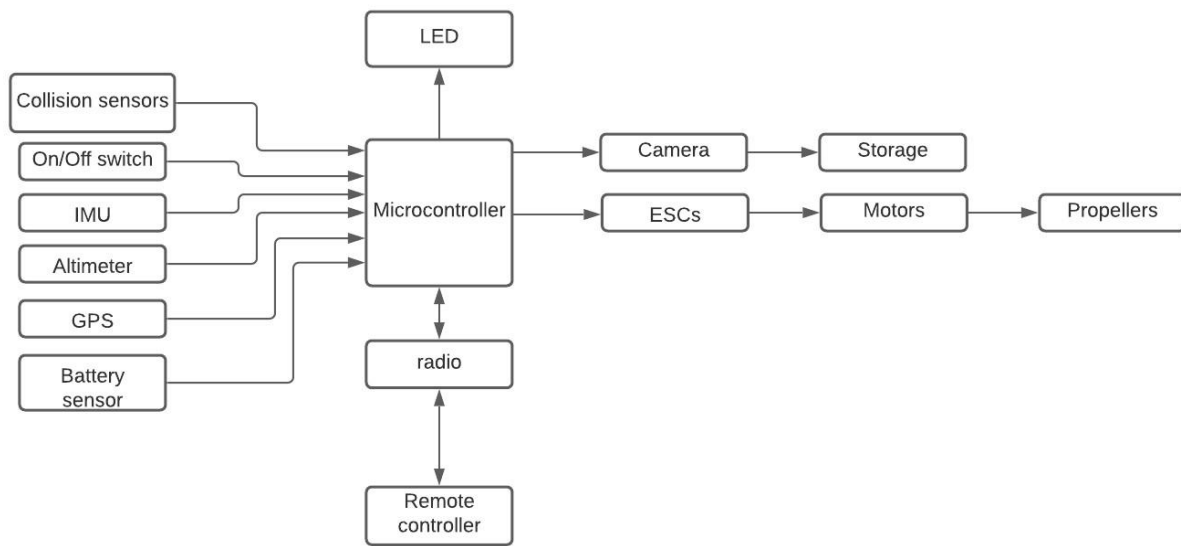 LED
Collision sensors
On/Off switch
IMU
Altimeter
GPS
Battery
sensor
Microcontroller
Camera
Storage
ESCs
Motors
Propellers
radio
Remote
controller